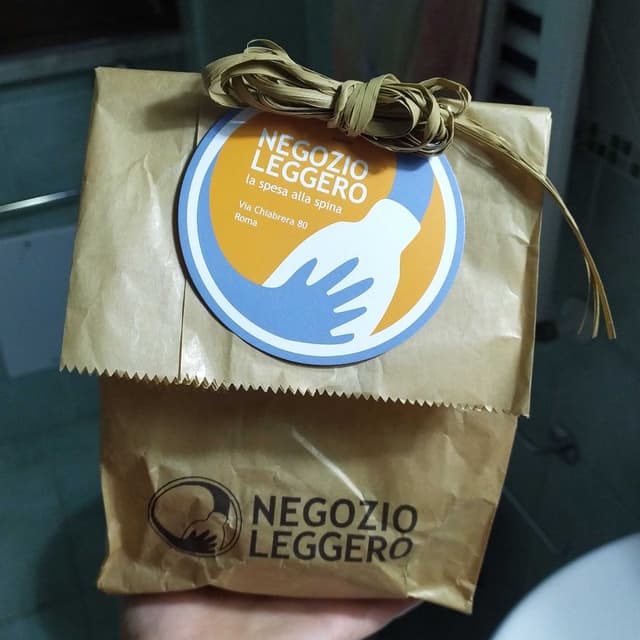 NEGOZIO
LEGGERO
la spesa alla spina
Via Chiabrera 80
Roma
NEGOZIO
LEGGERO